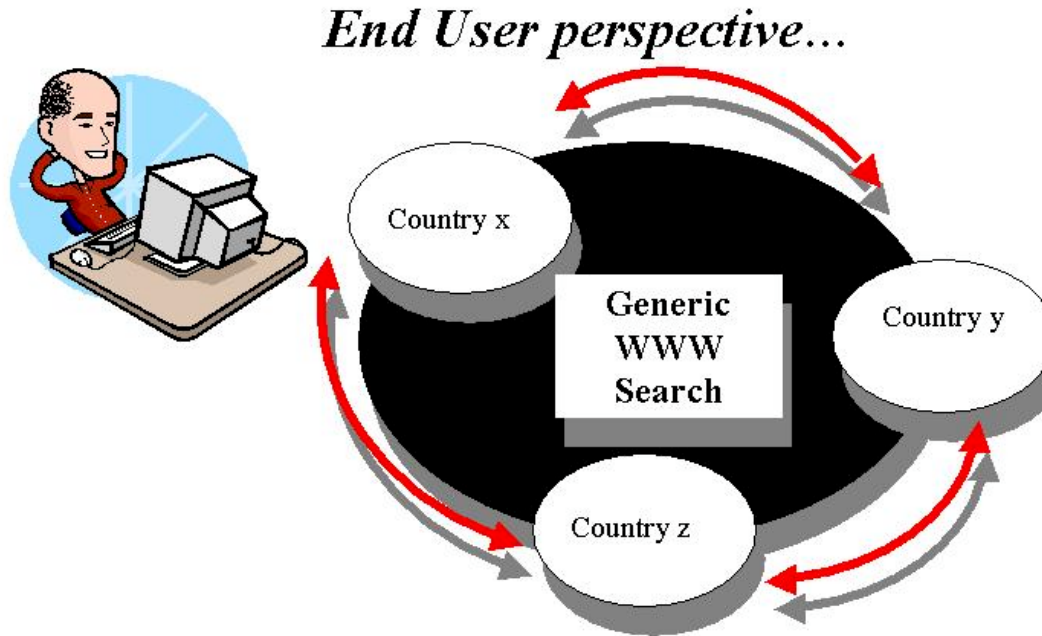 End User perspective…
Country x
Generic
WWW
Search
Country y
Country z